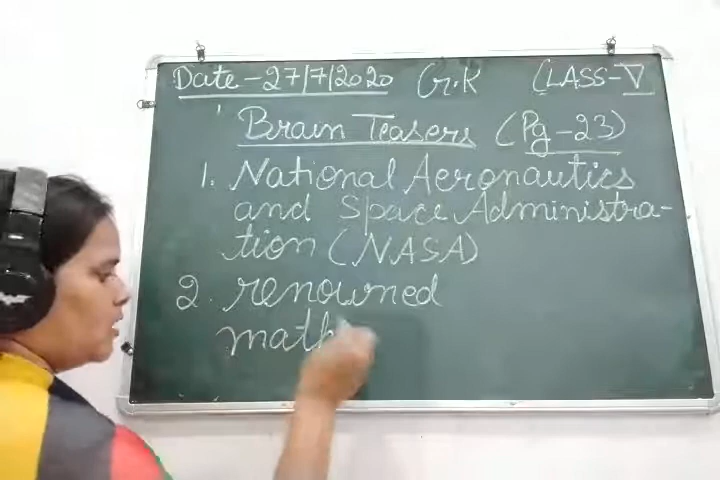 Date - 27/7/2020 G.K CLASS-V
Brain Teasers (Pg-23)
1. National Aeronautics
and Space Administra-
tion (NASA)
2. renowned
math